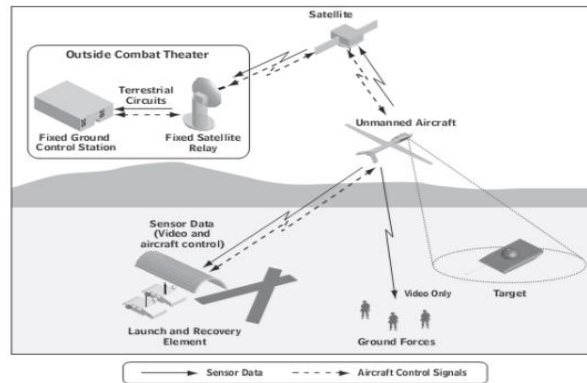 Satellite
Outside Combat Theater
Terrestrial
Circuits
Fixed Ground
Control Station
Fixed Satellite
Relay
Unmanned Aircraft
Sensor Data
(Video and
aircraft control)
Launch and Recovery
Element
Video Only
Ground Forces
Target
Sensor Data
Aircraft Control Signals